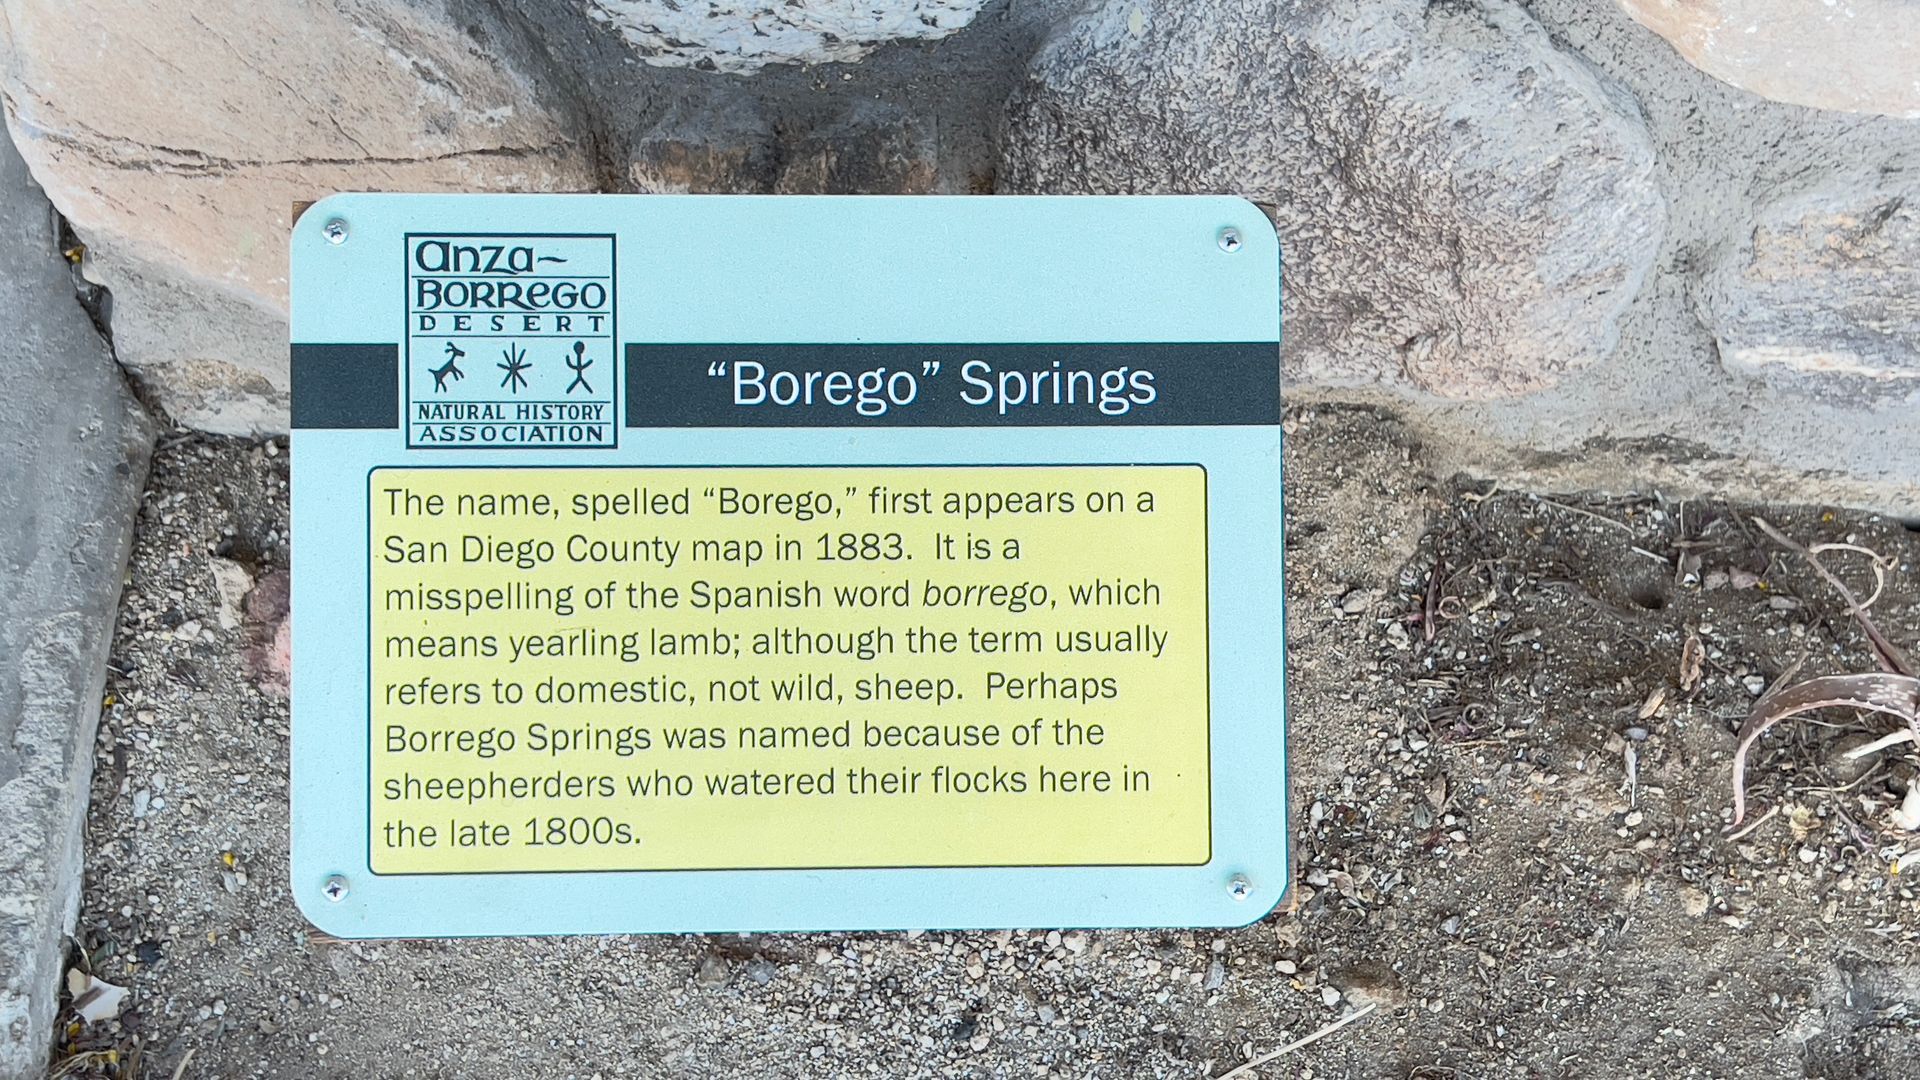 anza~
BORREGO
DESERT
NATURAL HISTORY
ASSOCIATION
“Borego” Springs
The name, spelled “Borego,” first appears on a
San Diego County map in 1883.  It is a
misspelling of the Spanish word borrego, which
means yearling lamb; although the term usually
refers to domestic, not wild, sheep.  Perhaps
Borrego Springs was named because of the
sheepherders who watered their flocks here in
the late 1800s.